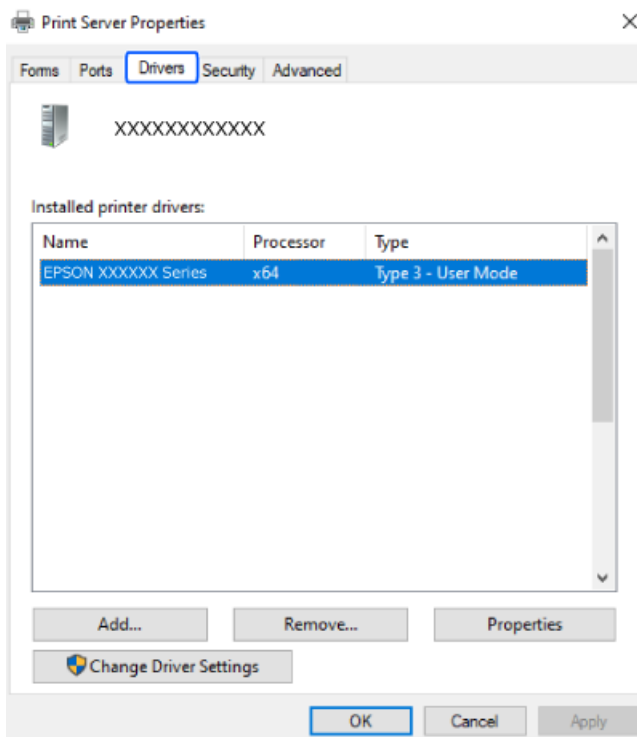 Print Server Properties
Forms Ports Drivers Security Advanced
XXXXXXXXXXXX
Installed printer drivers:
Name Processor Type
EPSON XXXXXX Series x64 Type 3 - User Mode
Add... Remove... Properties
Change Driver Settings
OK Cancel Apply